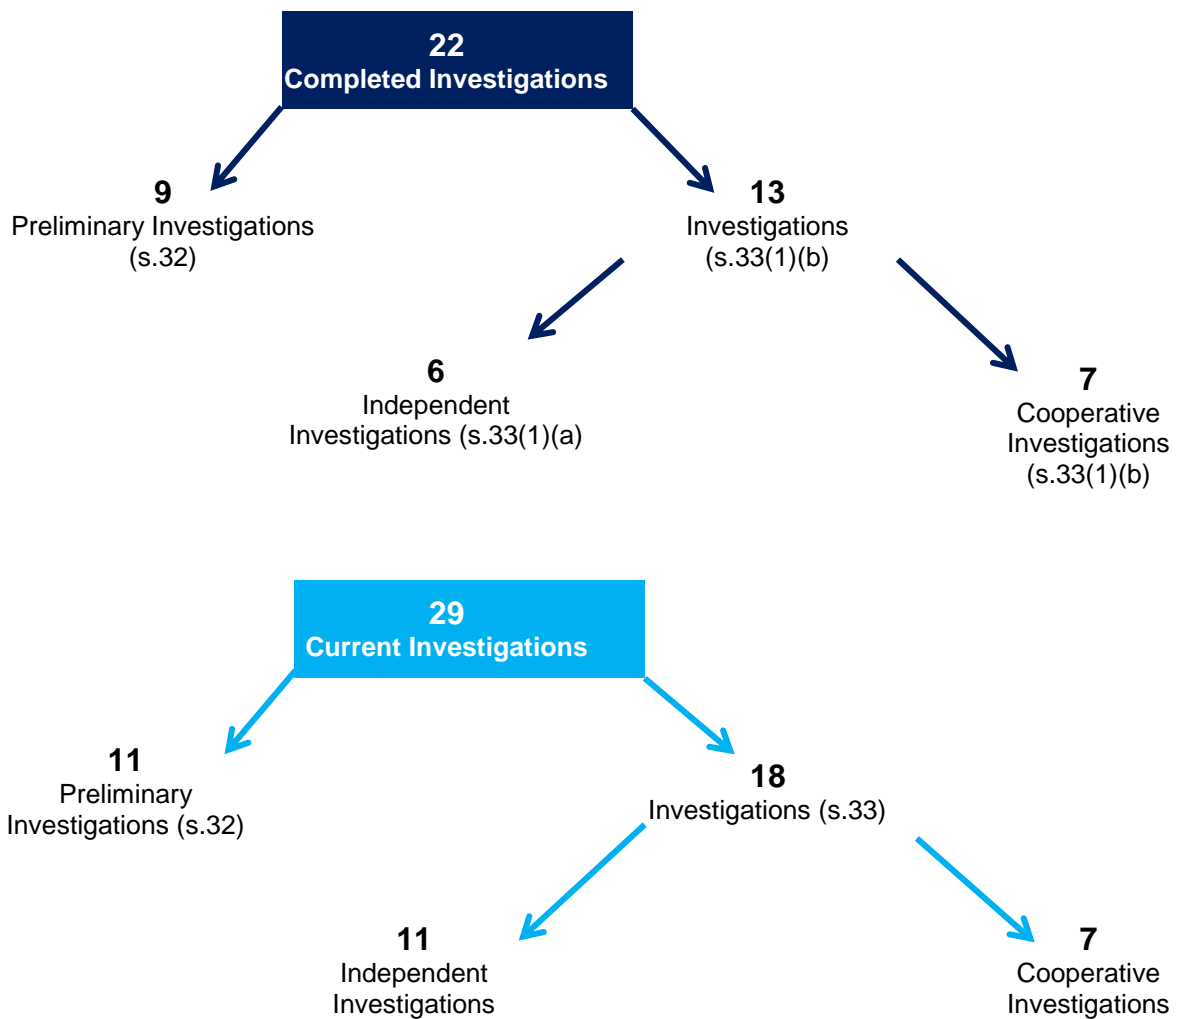 22
Completed Investigations
9
Preliminary Investigations
(s.32)
13
Investigations
(s.33(1)(b)
6
Independent
Investigations (s.33(1)(a)
7
Cooperative
Investigations
(s.33(1)(b)
29
Current Investigations
11
Preliminary
Investigations (s.32)
18
Investigations (s.33)
11
Independent
Investigations
7
Cooperative
Investigations